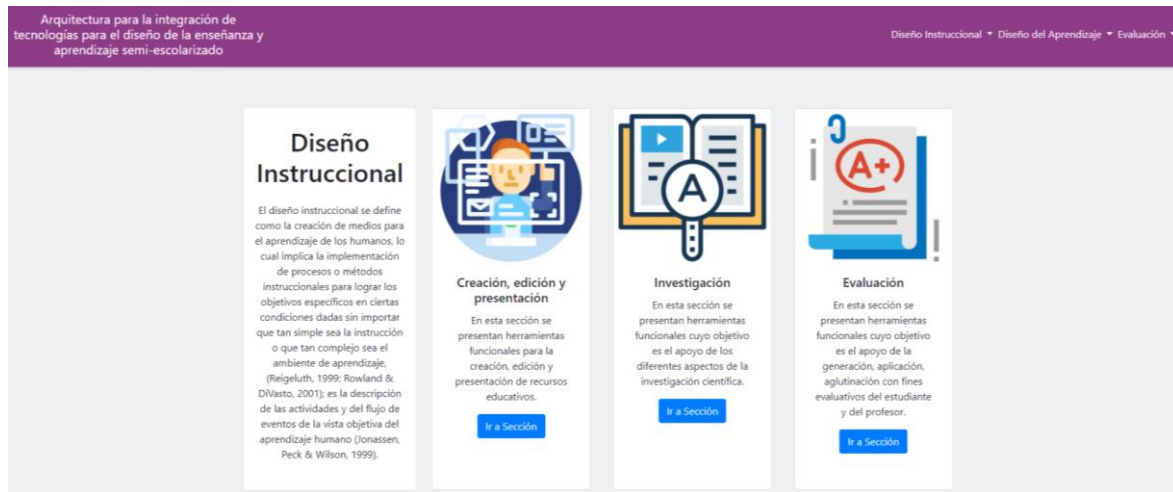 Arquitectura para la integración de
tecnologías para el diseño de la enseñanza y
aprendizaje semi-escolarizado
Diseño Instruccional Diseño del Aprendizaje Evaluación
Diseño
Instruccional
El diseño instruccional se define
como la creación de medios para
el aprendizaje de los humanos, lo
cual implica la implementación
de procesos o métodos
instruccionales para lograr los
objetivos específicos en ciertas
condiciones dadas sin importar
que tan simple sea la instrucción
o que tan complejo sea el
ambiente de aprendizaje,
(Reigeluth, 1999; Rowland &
DiVasto, 2001); es la descripción
de las actividades y del flujo de
eventos de la vista objetiva del
aprendizaje humano (Jonassen,
Peck & Wilson, 1999).
Creación, edición y
presentación
En esta sección se
presentan herramientas
funcionales para la
creación, edición y
presentación de recursos
educativos.
Ir a Sección
A
Investigación
En esta sección se
presentan herramientas
funcionales cuyo objetivo
es el apoyo de los
diferentes aspectos de la
investigación científica.
Ir a Sección
A+
Evaluación
En esta sección se
presentan herramientas
funcionales cuyo objetivo
es el apoyo de la
generación, aplicación,
aglutinación con fines
evaluativos del estudiante
y del profesor.
Ir a Sección